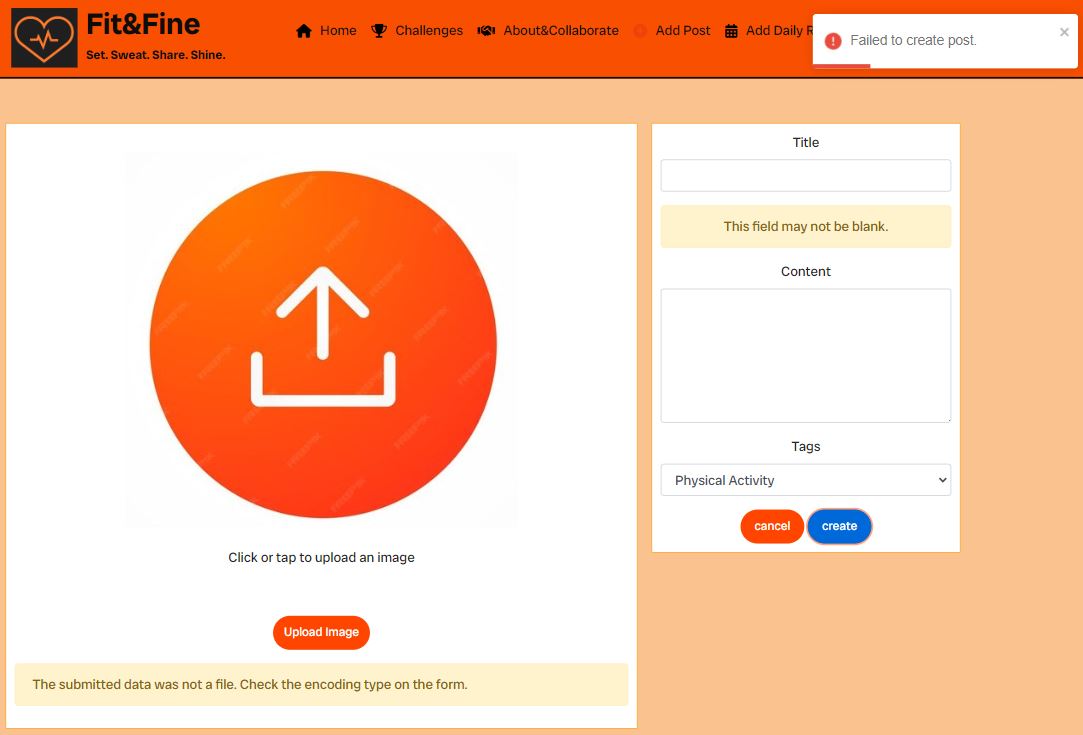 Fit&Fine
Set. Sweat. Share. Shine.
Home Challenges About&Collaborate Add Post Add Daily R
Failed to create post.
Click or tap to upload an image
Upload Image
The submitted data was not a file. Check the encoding type on the form.
Title
This field may not be blank.
Content
Tags
Physical Activity
cancel create